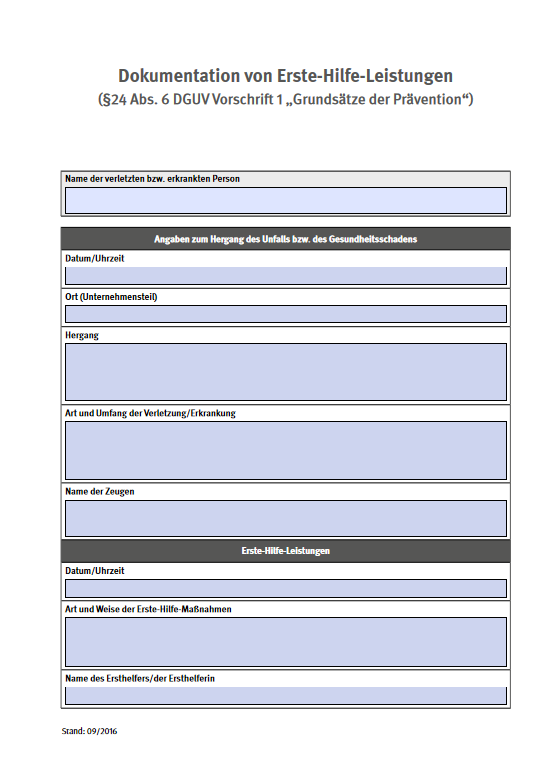 Dokumentation von Erste-Hilfe-Leistungen
(§24 Abs. 6 DGUV Vorschrift 1 „Grundsätze der Prävention“)
Name der verletzten bzw. erkrankten Person
Angaben zum Hergang des Unfalls bzw. des Gesundheitsschadens
Datum/Uhrzeit
Ort (Unternehmensteil)
Hergang
Art und Umfang der Verletzung/Erkrankung
Name der Zeugen
Erste-Hilfe-Leistungen
Datum/Uhrzeit
Art und Weise der Erste-Hilfe-Maßnahmen
Name des Ersthelfers/der Ersthelferin
Stand: 09/2016